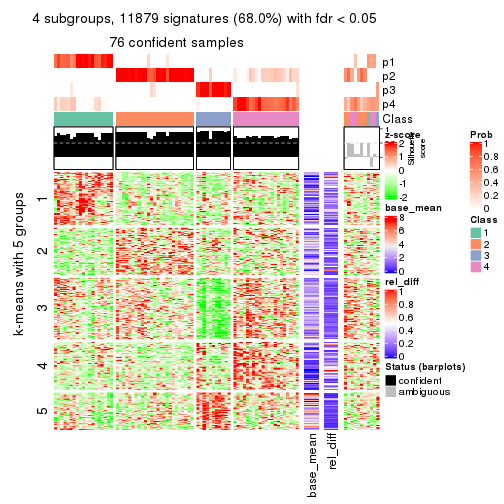 4 subgroups, 11879 signatures (68.0%) with fdr < 0.05
76 confident samples
p1
p2
p3
p4
Class
1
Silhouette
score
k-means with 5 groups
1
2
3
4
5
base_mean
rel_diff
z-score
2
1
0
-1
-2
base_mean
8
6
4
2
0
rel_diff
1
0.8
0.6
0.4
0.2
0
Status (barplots)
confident
ambiguous
Prob
1
0.8
0.6
0.4
0.2
0
Class
1
2
3
4